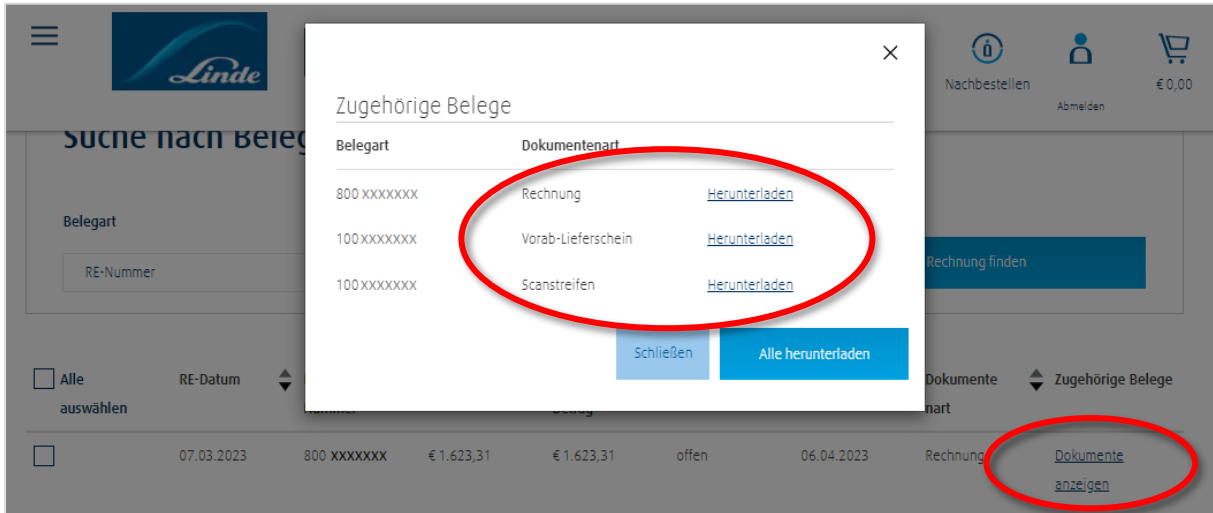 Linde
Nachbestellen
Abmelden
€ 0,00
Zugehörige Belege
Belegart Dokumentenart
800 XXXXXXX Rechnung Herunterladen
100 XXXXXXX Vorab-Lieferschein Herunterladen
100 XXXXXXX Scanstreifen Herunterladen
Schließen Alle herunterladen
Suche nach Beleg
Belegart
RE-Nummer
Rechnung finden
Alle auswählen
RE-Datum
Dokumente
nart
Zugehörige Belege
07.03.2023 800 XXXXXXX € 1.623,31 € 1.623,31 offen 06.04.2023 Rechnung Dokumente
anzeigen